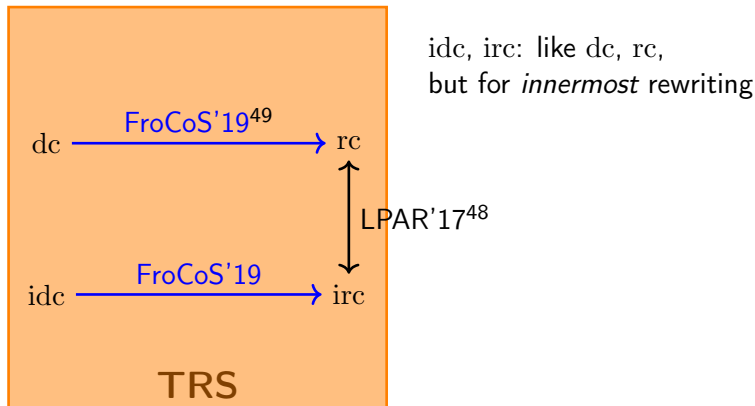 idc, irc: like dc, rc,
but for innermost rewriting
FroCoS'19⁴⁹
dc rc
LPAR'17⁴⁸
FroCoS'19
idc irc
TRS